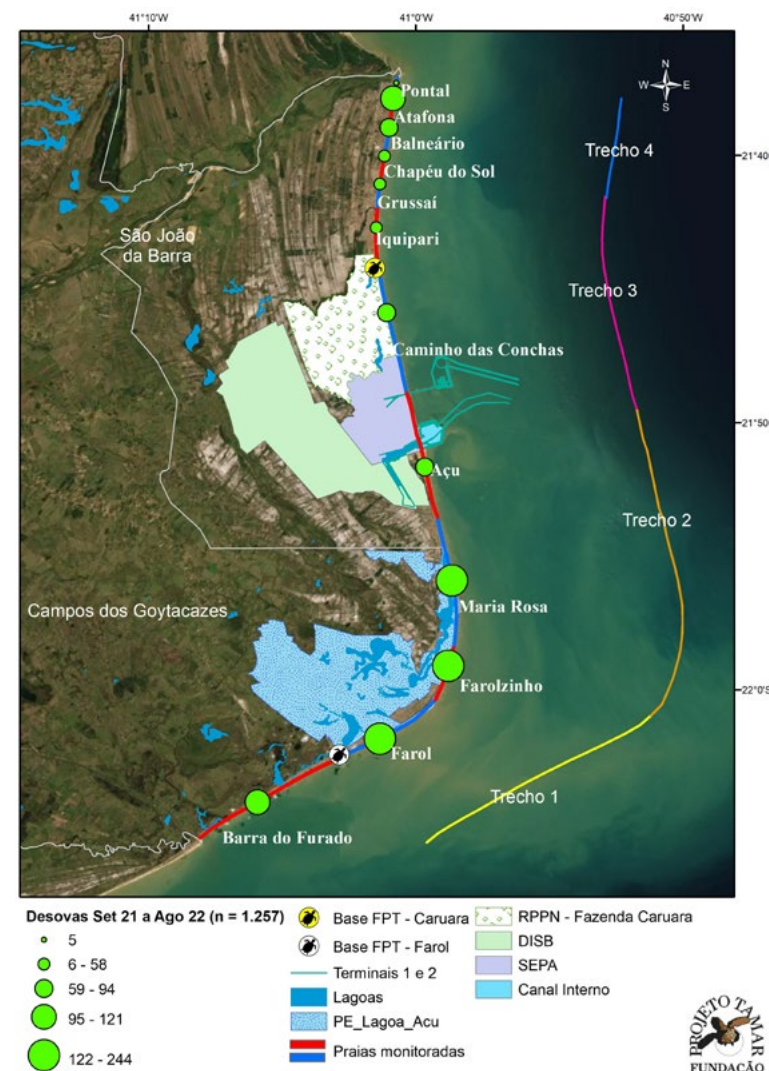 41°10'W
41°0'W
40°50'W
N
W
E
S
Pontal
Atafona
Balneário
Chapéu do Sol
Grussaí
Iquipari
São João
da Barra
Trecho 4
21°40'
Trecho 3
Caminho das Conchas
21°50'
Açu
Trecho 2
Campos dos Goytacazes
Maria Rosa
Farolzinho
22°0'S
Farol
Trecho 1
Barra do Furado
Desovas Set 21 a Ago 22 (n = 1.257)
5
6 - 58
59 - 94
95 - 121
122 - 244
Base FPT - Caruara
Base FPT - Farol
Terminais 1 e 2
Lagoas
PE_Lagoa_Acu
Praias monitoradas
RPPN - Fazenda Caruara
DISB
SEPA
Canal Interno
PROJETO TAMAR
FUNDAÇÃO